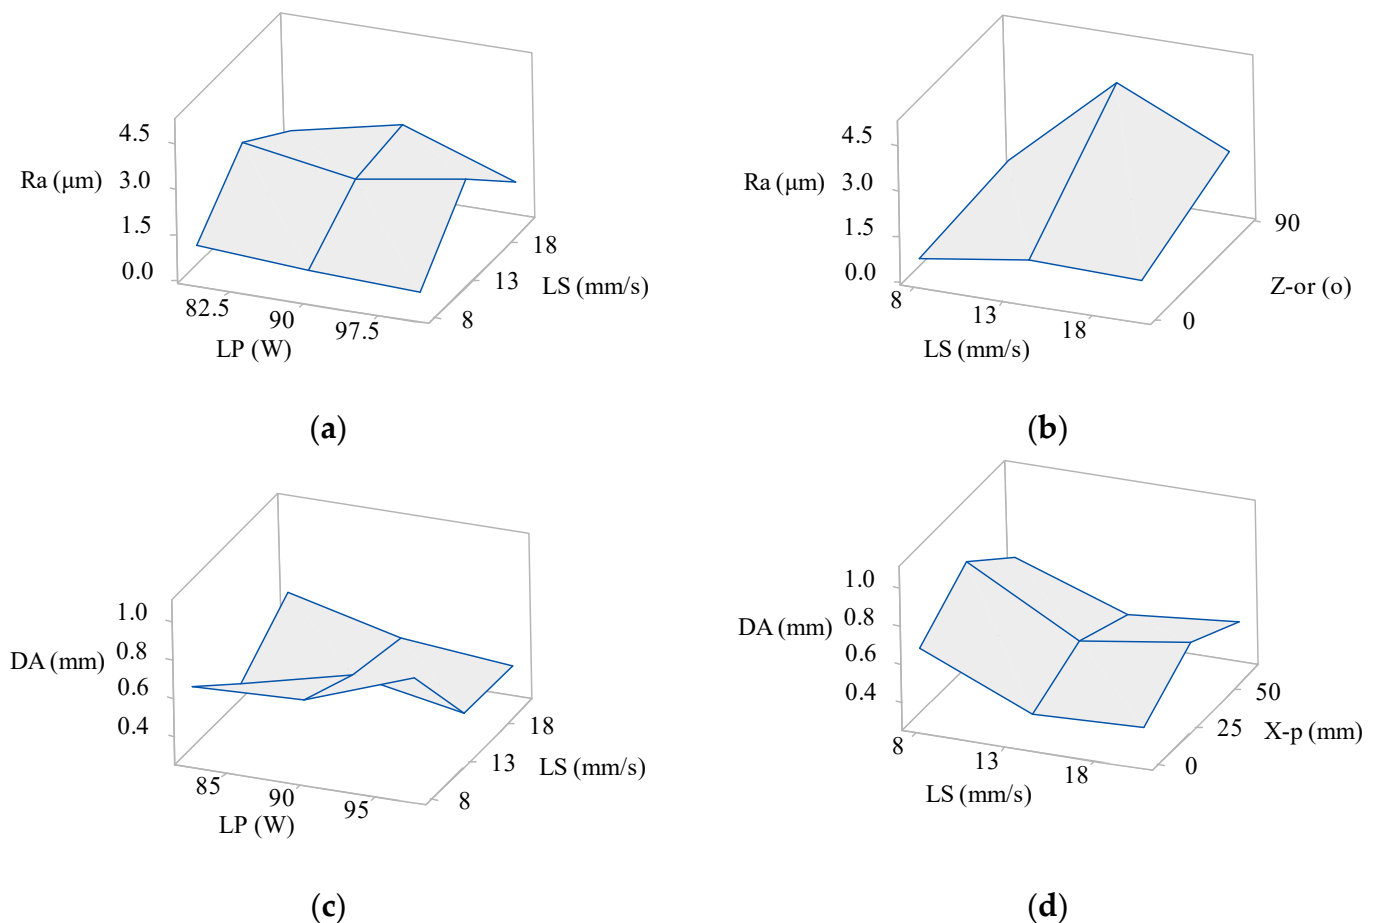 4.5
3.0
1.5
0.0
Ra (μm)
82.5
90
97.5
LP (W)
8
13
18
LS (mm/s)
(a)
4.5
3.0
1.5
0.0
Ra (μm)
8
13
18
LS (mm/s)
0
90
Z-or (o)
(b)
1.0
0.8
0.6
0.4
DA (mm)
85
90
95
LP (W)
8
13
18
LS (mm/s)
(c)
1.0
0.8
0.6
0.4
DA (mm)
8
13
18
LS (mm/s)
0
25
50
X-p (mm)
(d)